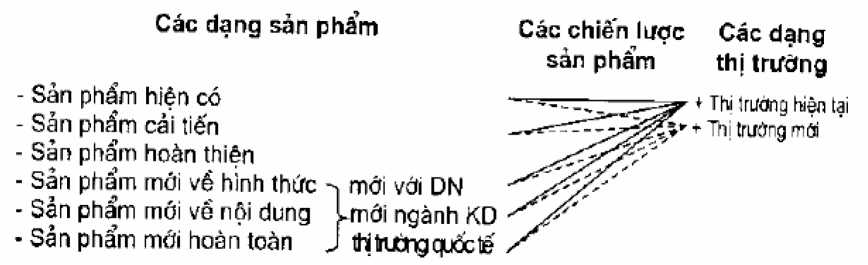 Các dạng sản phẩm
Các chiến lược sản phẩm
Các dạng thị trường
- Sản phẩm hiện có
- Sản phẩm cải tiến
- Sản phẩm hoàn thiện
- Sản phẩm mới về hình thức
- Sản phẩm mới về nội dung
- Sản phẩm mới hoàn toàn
mới với DN
mới ngành KD
thị trường quốc tế
+ Thị trường hiện tại
+ Thị trường mới